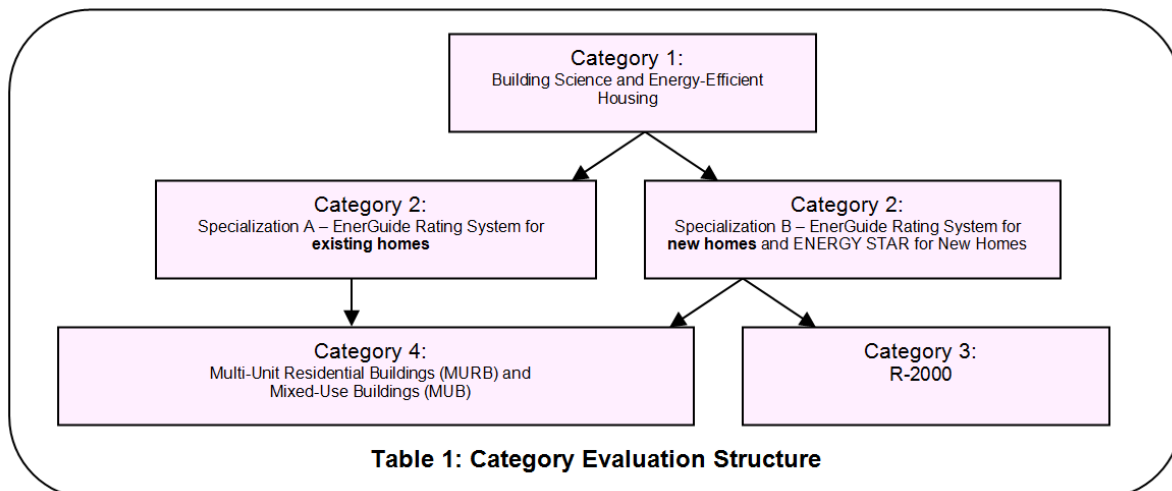 Category 1:
Building Science and Energy-Efficient
Housing
Category 2:
Specialization A – EnerGuide Rating System for
existing homes
Category 2:
Specialization B – EnerGuide Rating System for
new homes and ENERGY STAR for New Homes
Category 4:
Multi-Unit Residential Buildings (MURB) and
Mixed-Use Buildings (MUB)
Category 3:
R-2000
Table 1: Category Evaluation Structure